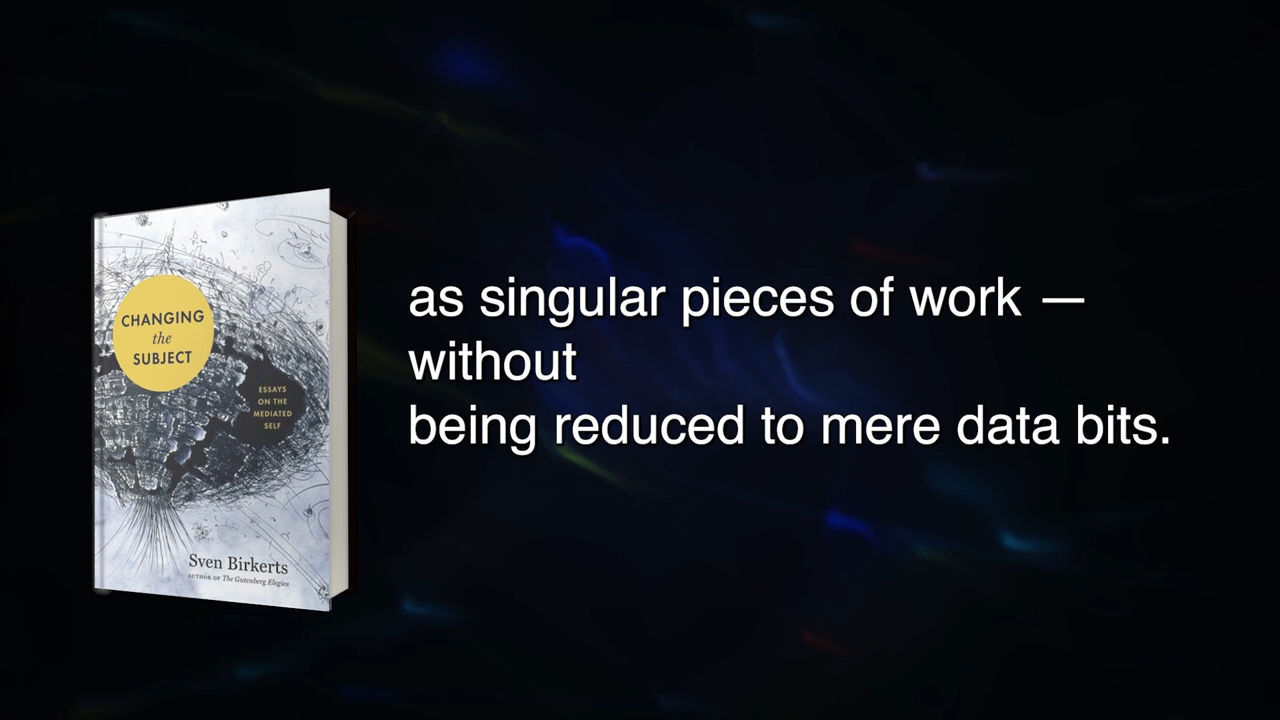 CHANGING
the
SUBJECT
ESSAYS
ON THE
MEDIATED
SELF
Sven Birkerts
AUTHOR OF The Gutenberg Elegies
as singular pieces of work —
without
being reduced to mere data bits.